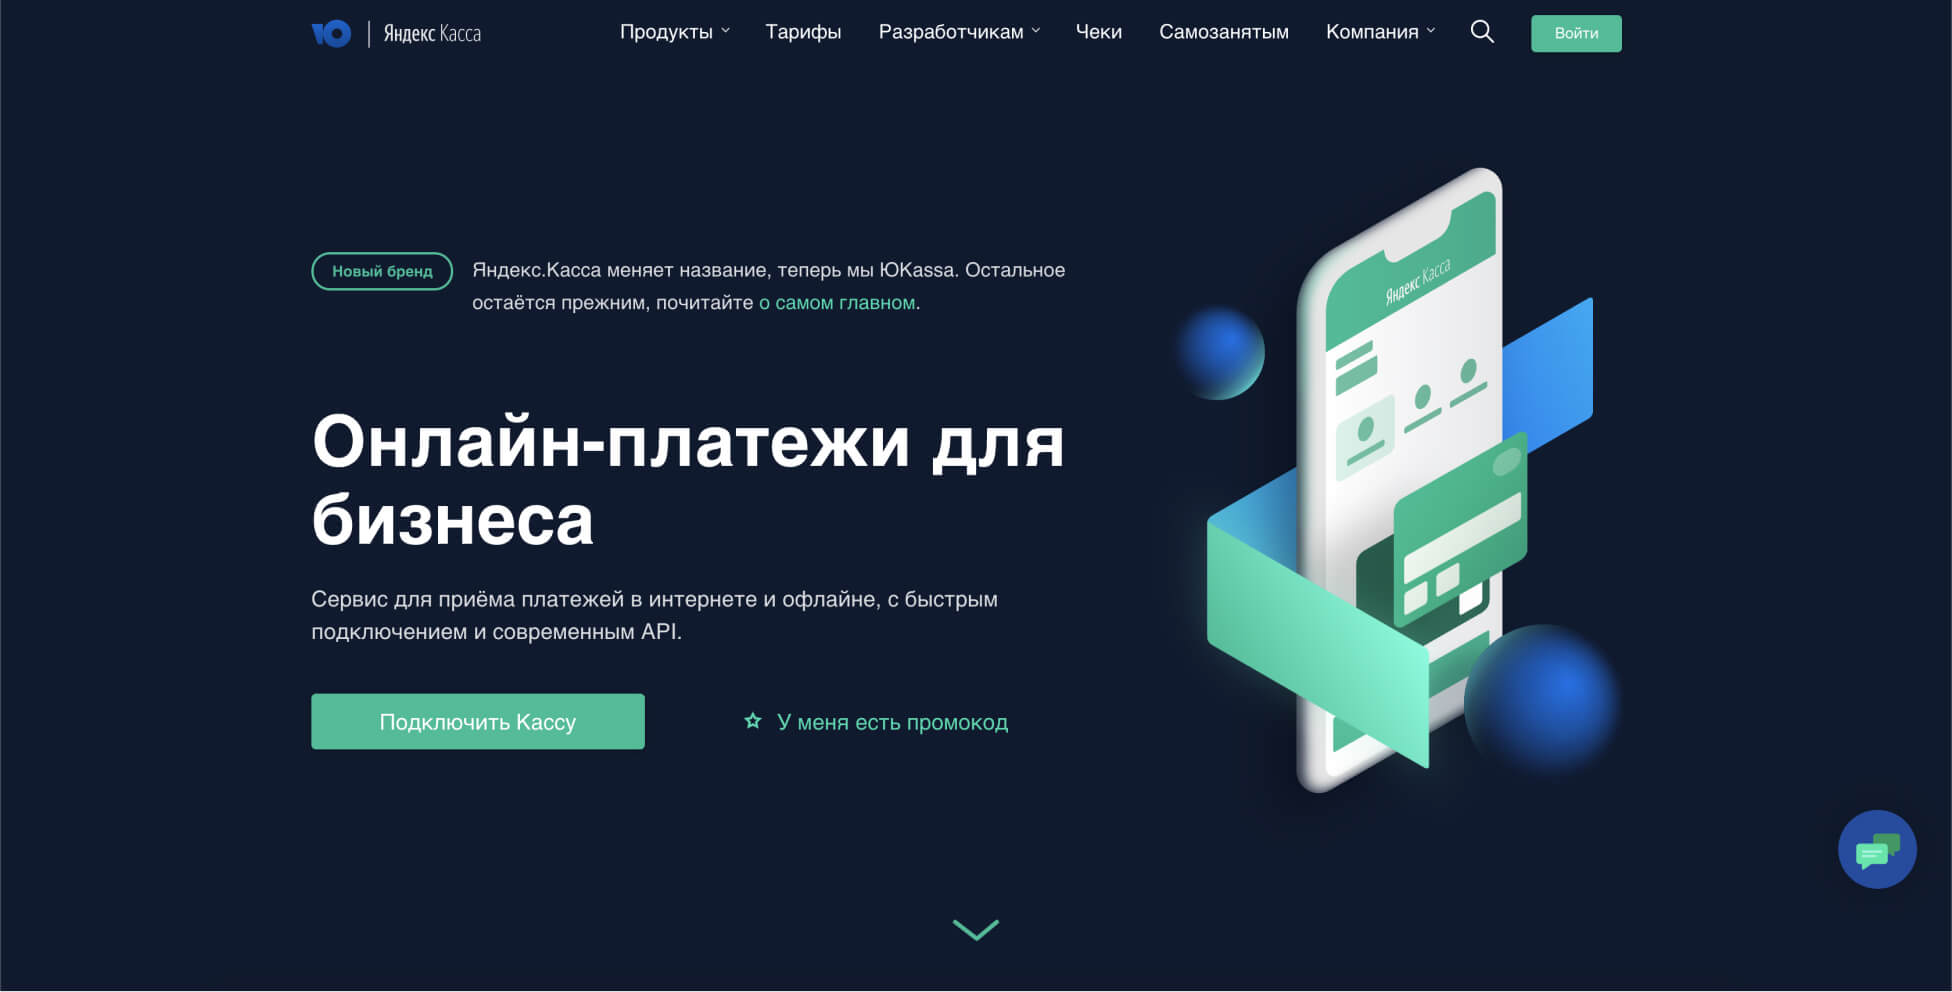 Ю | Яндекс Касса
Продукты
Тарифы
Разработчикам
Чеки
Самозанятым
Компания
Войти
Новый бренд
Яндекс.Касса меняет название, теперь мы ЮKassa. Остальное
остаётся прежним, почитайте о самом главном.
Онлайн-платежи для
бизнеса
Сервис для приёма платежей в интернете и офлайне, с быстрым
подключением и современным API.
Подключить Кассу
У меня есть промокод
Яндекс Касса